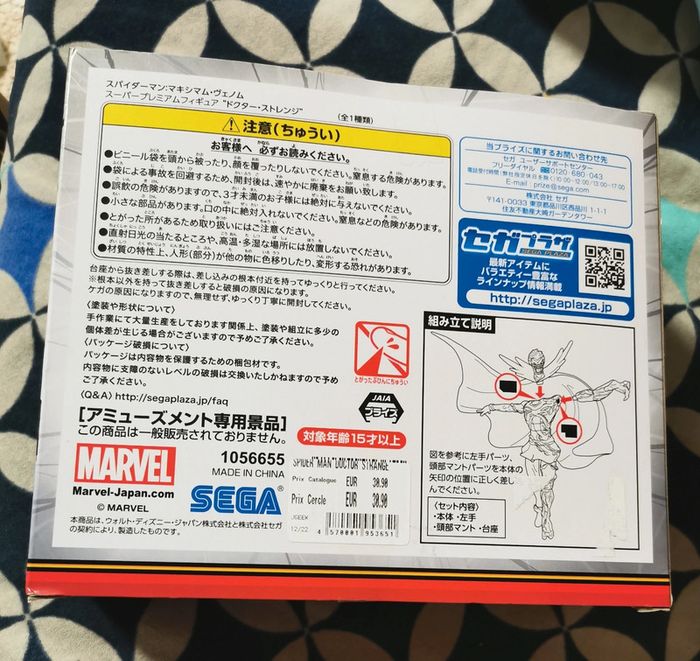 スパイダーマン:マキシマム・ヴェノム
スーパープレミアムフィギュア "ドクター・ストレンジ"
(全1種類)
注意(ちゅうい)
お客様へ 必ずお読みください。
●ビニール袋を頭から被ったり、顔を覆ったりしないでください。窒息する危険があります。
●袋による事故を回避するため、開封後は、速やかに廃棄をお願い致します。
●誤飲の危険がありますので、3才未満のお子様には絶対に与えないでください。
●小さな部品があります。口の中に絶対入れないでください。窒息などの危険があります。
●とがった所があるため取り扱いにはご注意ください。
●直射日光の当たるところや、高温・多湿な場所には放置しないでください。
●材質の特性上、人形(部分)が他の物に色移りしたり、変形する恐れがあります。
台座から抜き差しする際は、差し込みの根本付近を持ってゆっくりと行ってください。
※根本以外を持って抜き差しすると破損の原因になります。
ケガの原因になりますので、無理せず、ゆっくり丁寧に開封してください。
〈塗装や形状について〉
手作業にて大量生産をしております関係上、塗装や組立に多少の
個体差が生じる場合がございますので予めご了承ください。
〈パッケージ破損について〉
パッケージは内容物を保護するための梱包材です。
内容物に支障のないレベルの破損は交換いたしかねますので予め
ご了承ください。
〈Q&A〉http://segaplaza.jp/faq
[アミューズメント専用景品]
この商品は一般販売されておりません。
とがったぶひんにちゅうい
JAIA
プライズ
対象年齢15才以上
MARVEL
Marvel-Japan.com
© MARVEL
1056655
MADE IN CHINA
SEGA
本商品は、ウォルト・ディズニー・ジャパン株式会社と株式会社セガ
の契約により、製造したものです。
SPIDER MAN DOCTOR STRANGE
Prix Catalogue EUR 30,90
Prix Cercle EUR 30,90
12/22
4 570001 953651
当プライズに関するお問い合わせ先
セガ ユーザーサポートセンター
フリーダイヤル 0120-680-043
E-mail : prize@sega.com
株式会社 セガ
〒141-0033 東京都品川区西品川 1-1-1
住友不動産大崎ガーデンタワー
セガプラザ
SEGA PLAZA
最新アイテムに
バラエティー豊富な
ラインナップ情報満載
http://segaplaza.jp
組み立て説明
図を参考に左手パーツ、
頭部マントパーツを本体の
矢印の位置に正しく差し
こんでください。
〈セット内容〉
・本体 ・左手
・頭部マント ・台座